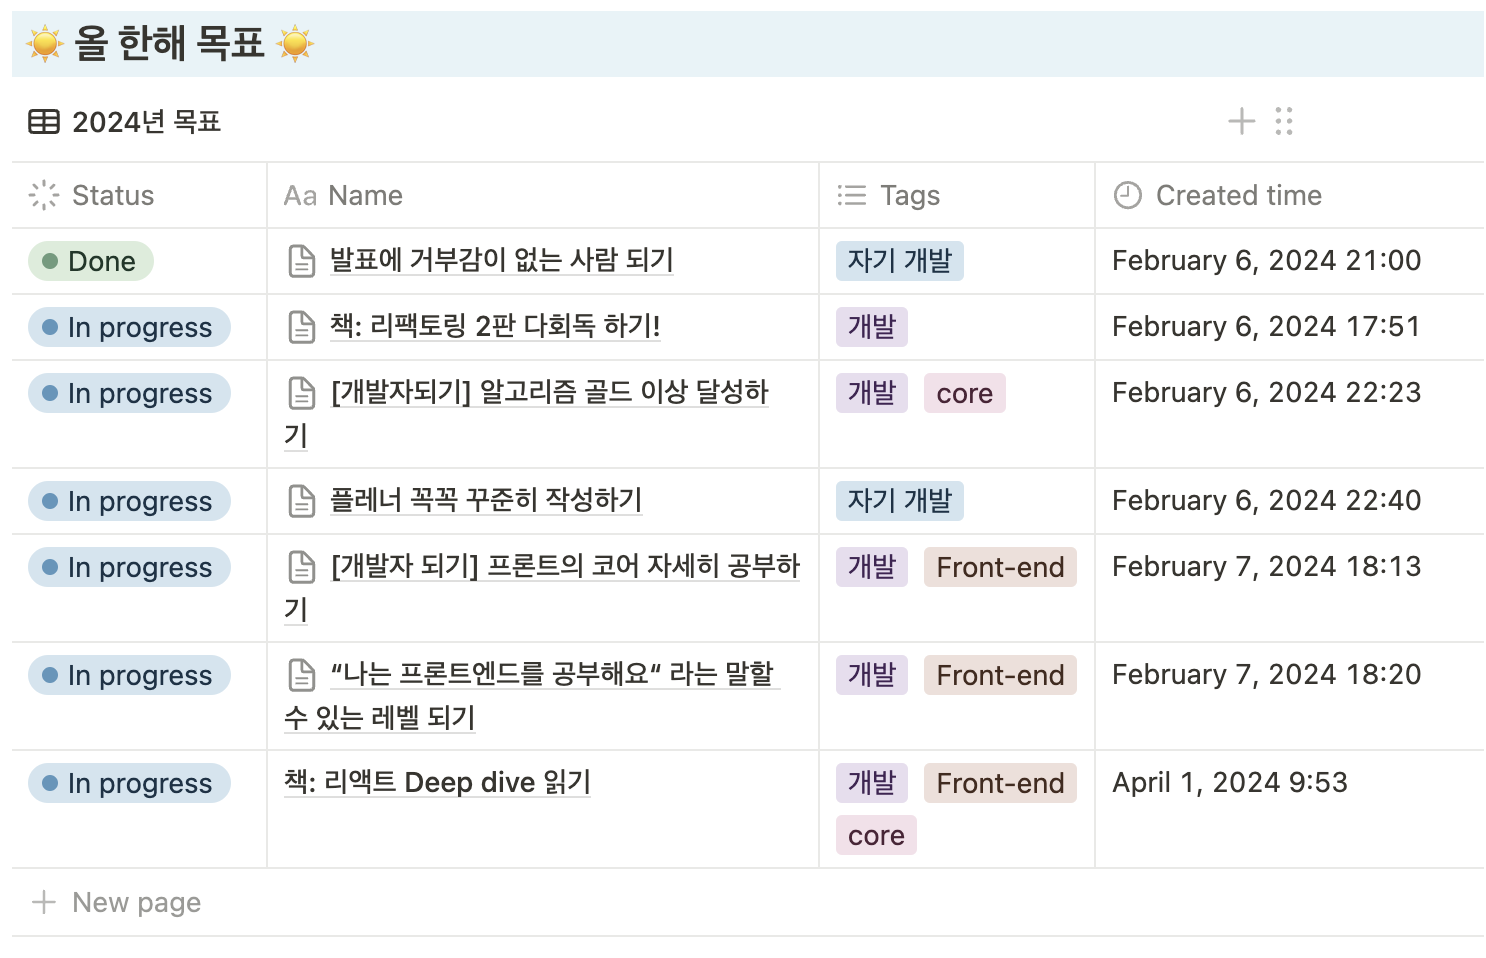 올 한해 목표
2024년 목표
Status Aa Name Tags Created time
Done 발표에 거부감이 없는 사람 되기 자기 개발 February 6, 2024 21:00
In progress 책: 리팩토링 2판 다회독 하기! 개발 February 6, 2024 17:51
In progress [개발자되기] 알고리즘 골드 이상 달성하 개발 core February 6, 2024 22:23
기
In progress 플레너 꼭꼭 꾸준히 작성하기 자기 개발 February 6, 2024 22:40
In progress [개발자 되기] 프론트의 코어 자세히 공부하 개발 Front-end February 7, 2024 18:13
기
In progress “나는 프론트엔드를 공부해요“ 라는 말할 개발 Front-end February 7, 2024 18:20
수 있는 레벨 되기
In progress 책: 리액트 Deep dive 읽기 개발 Front-end April 1, 2024 9:53
core
New page